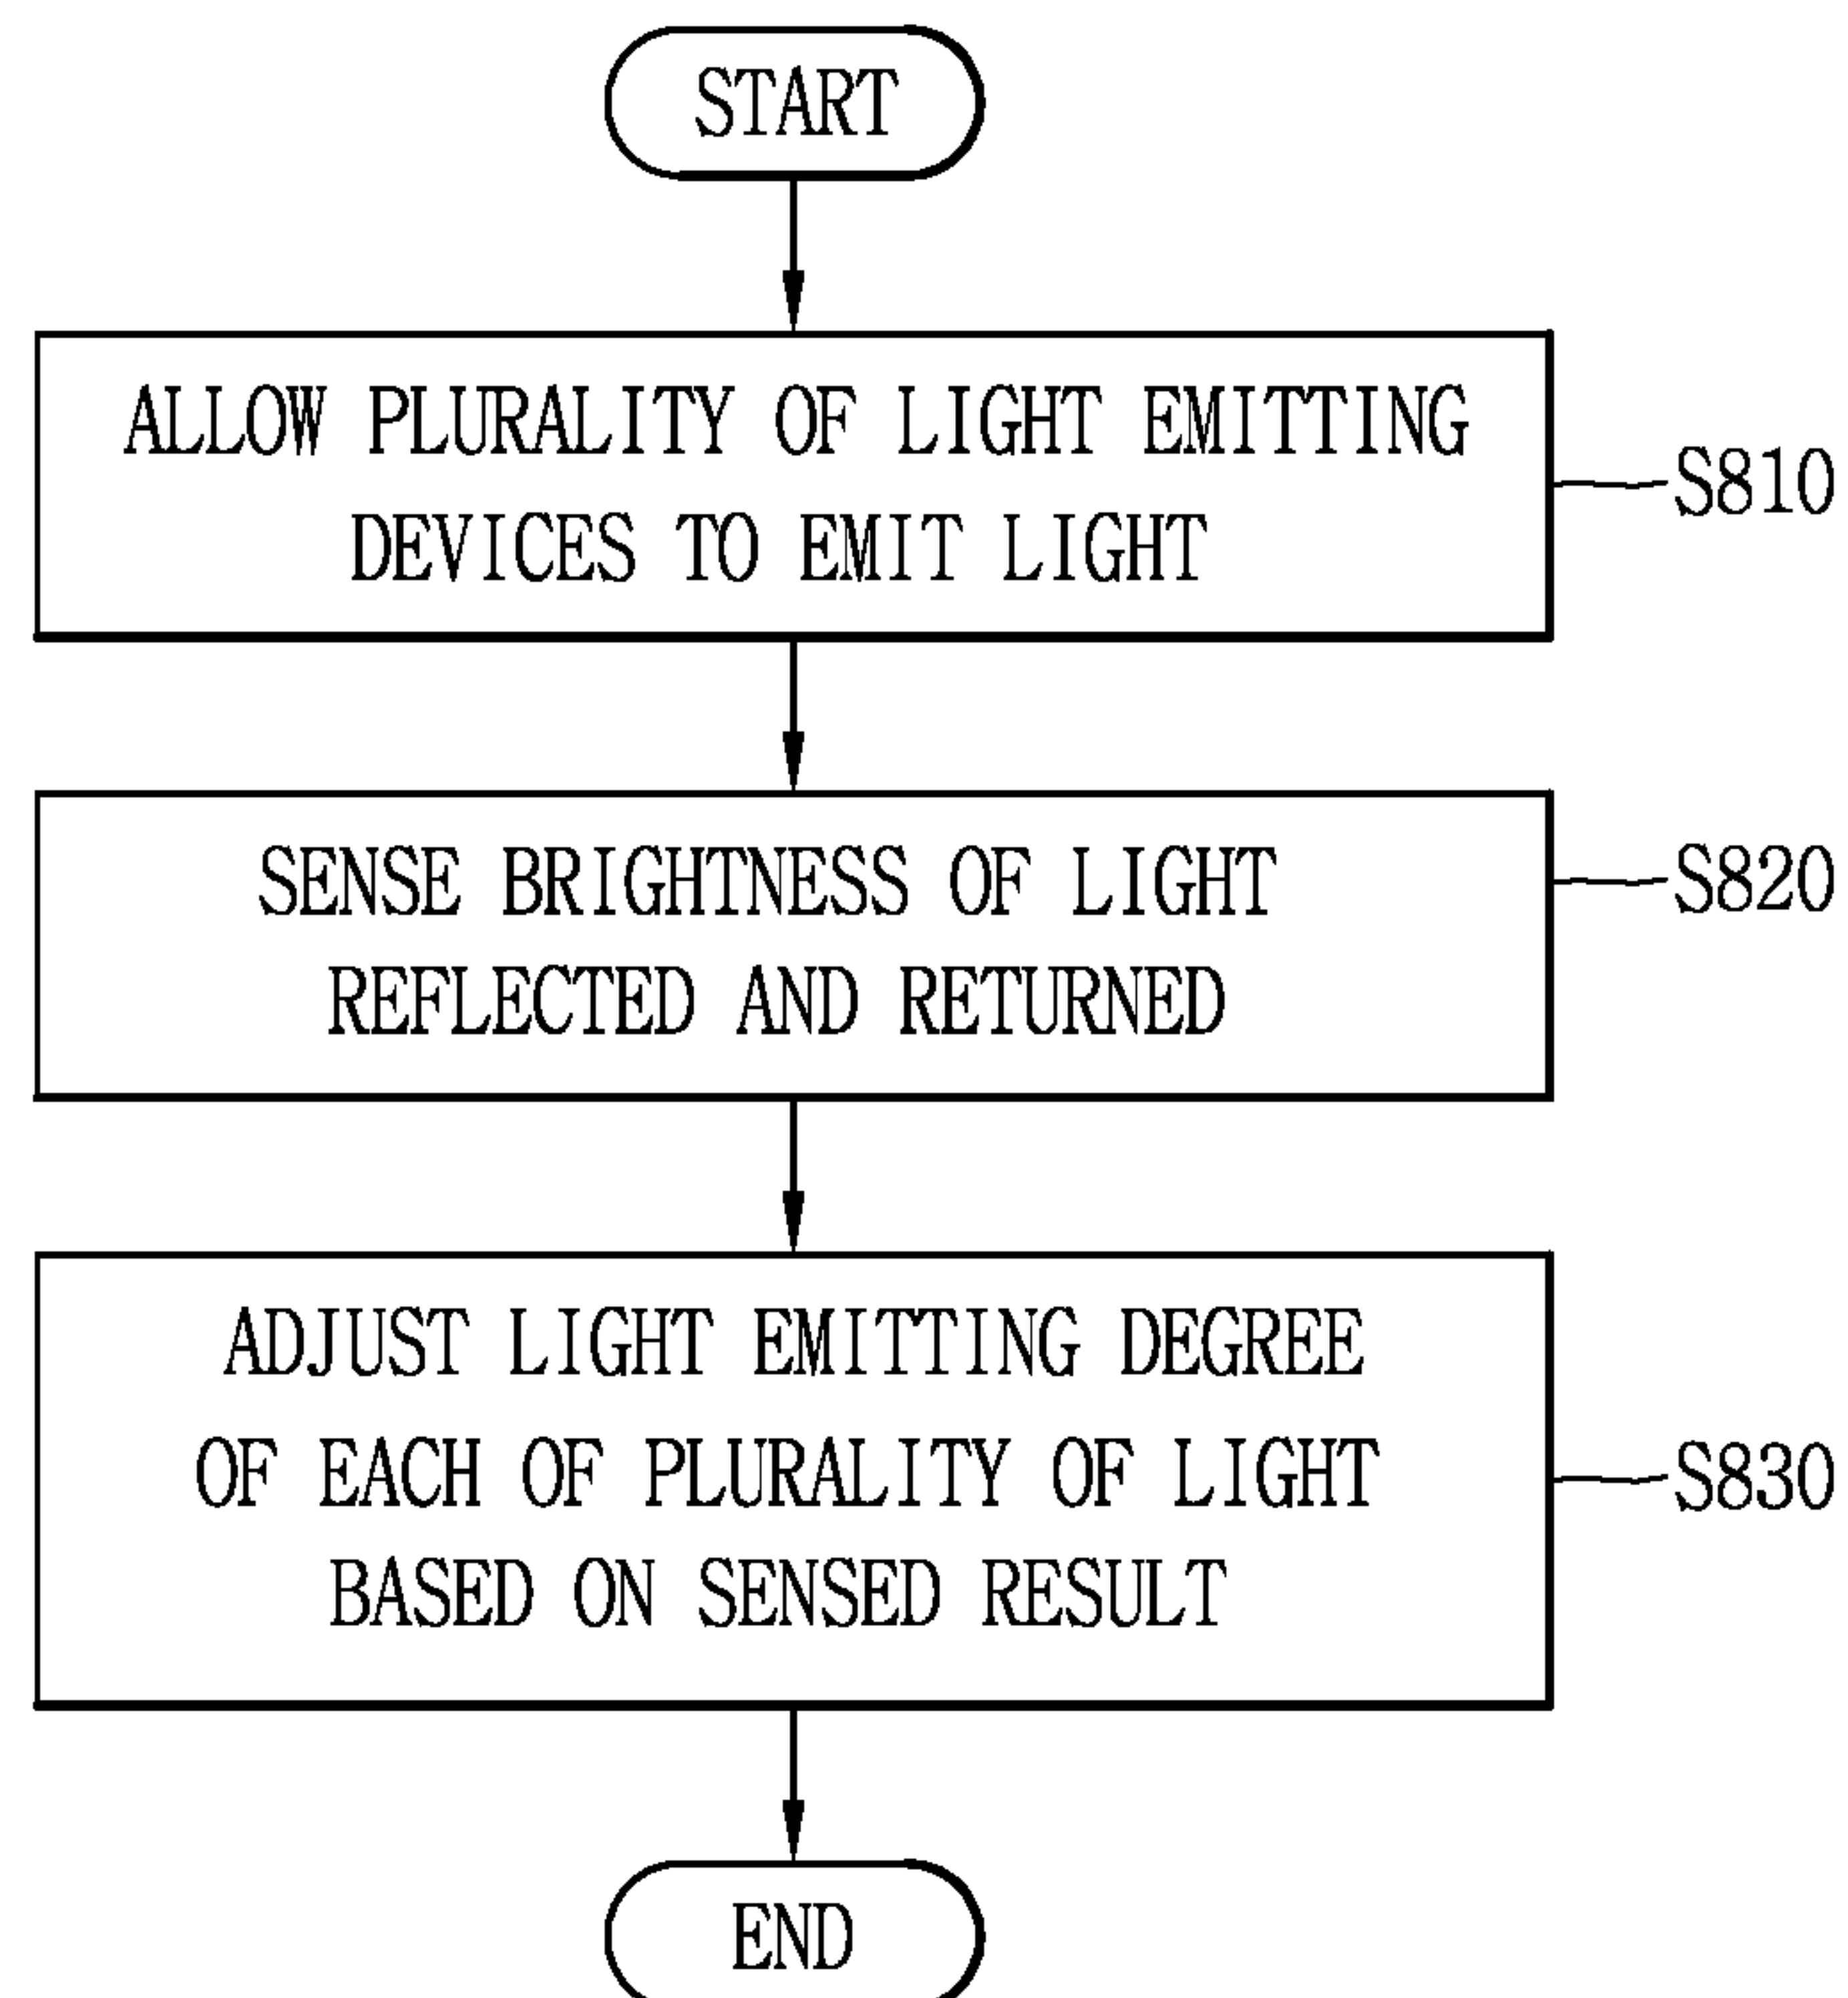 START
ALLOW PLURALITY OF LIGHT EMITTING
DEVICES TO EMIT LIGHT
S810
SENSE BRIGHTNESS OF LIGHT
REFLECTED AND RETURNED
S820
ADJUST LIGHT EMITTING DEGREE
OF EACH OF PLURALITY OF LIGHT
BASED ON SENSED RESULT
S830
END